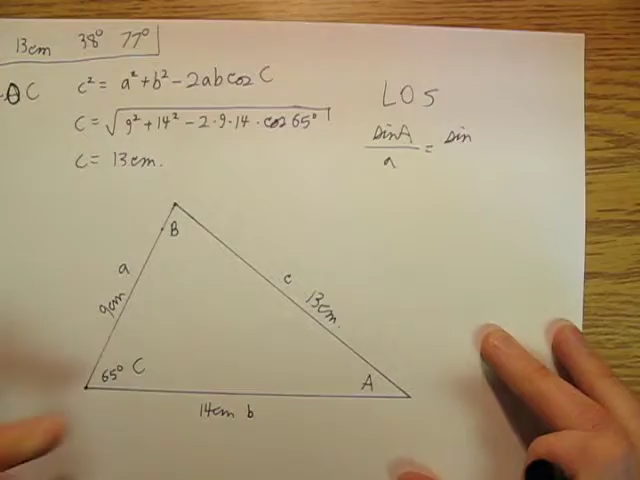 13cm 38° 77°
C c² = a² + b² - 2ab cos C
c = √9² + 14² - 2·9·14·cos 65°
c = 13cm.
LOS
sinA/a = sin
B
a
9cm
c
13cm.
65° C
A
14cm b